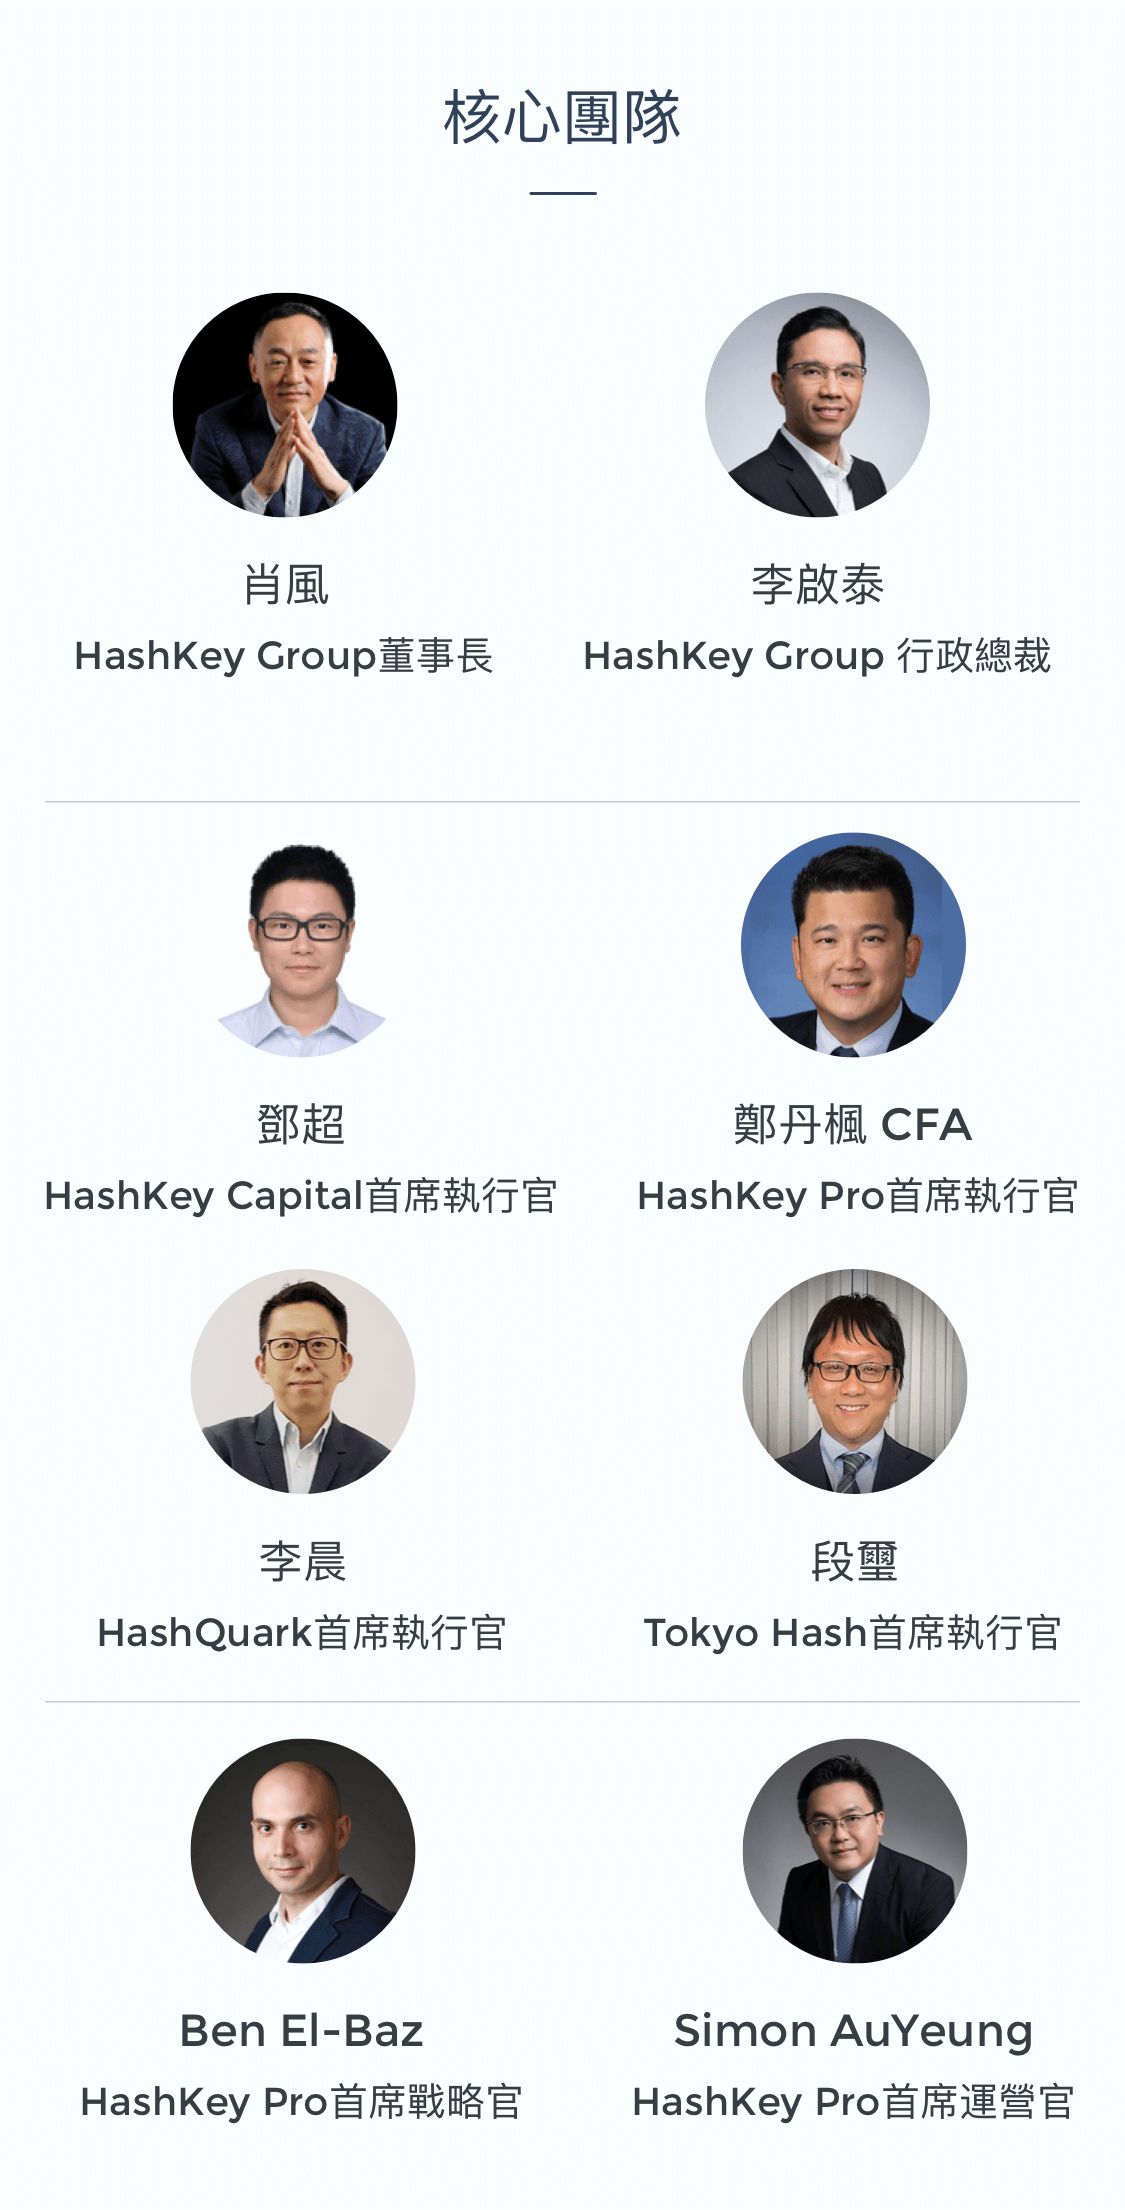 核心團隊
肖風
HashKey Group董事長
李啟泰
HashKey Group 行政總裁
鄧超
HashKey Capital首席執行官
鄭丹楓 CFA
HashKey Pro首席執行官
李晨
HashQuark首席執行官
段璽
Tokyo Hash首席執行官
Ben El-Baz
HashKey Pro首席戰略官
Simon AuYeung
HashKey Pro首席運營官